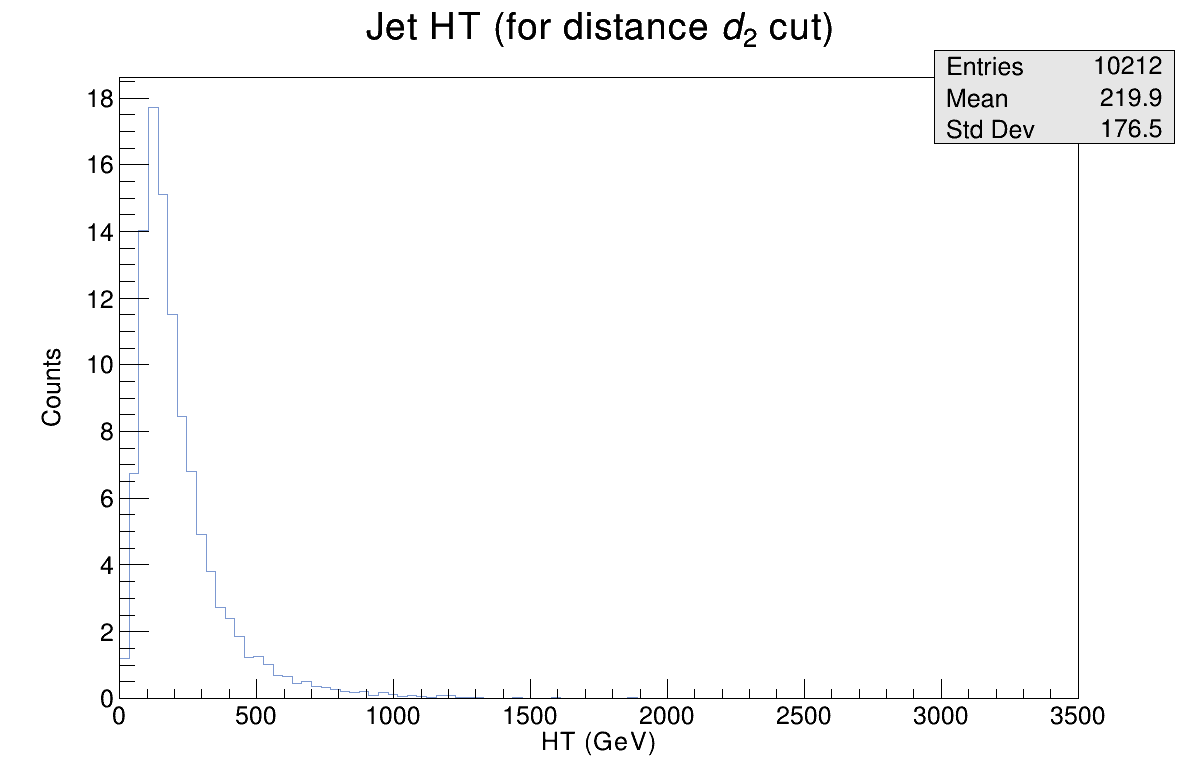 Jet HT (for distance d₂ cut)
Entries 10212
Mean 219.9
Std Dev 176.5
18
16
14
12
10
8
6
4
2
0
Counts
0 500 1000 1500 2000 2500 3000 3500
HT (GeV)